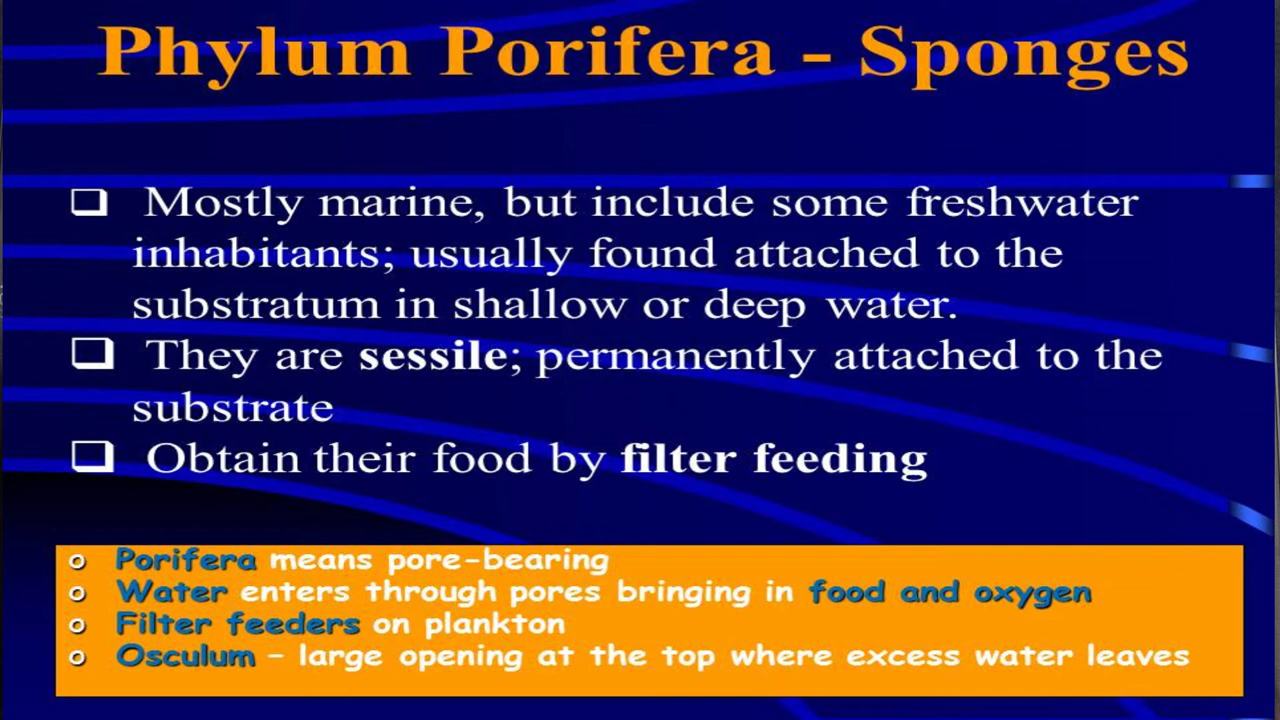 Phylum Porifera - Sponges
❑ Mostly marine, but include some freshwater
inhabitants; usually found attached to the
substratum in shallow or deep water.
❑ They are sessile; permanently attached to the
substrate
❑ Obtain their food by filter feeding
o Porifera means pore-bearing
o Water enters through pores bringing in food and oxygen
o Filter feeders on plankton
o Osculum – large opening at the top where excess water leaves